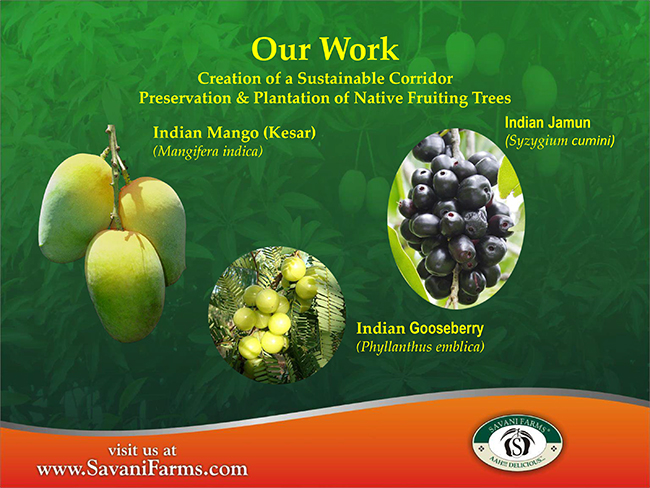 Our Work
Creation of a Sustainable Corridor
Preservation & Plantation of Native Fruiting Trees
Indian Mango (Kesar)
(Mangifera indica)
Indian Jamun
(Syzygium cumini)
Indian Gooseberry
(Phyllanthus emblica)
visit us at
www.SavaniFarms.com
SAVANI FARMS®
S
AAH!!! DELICIOUS...